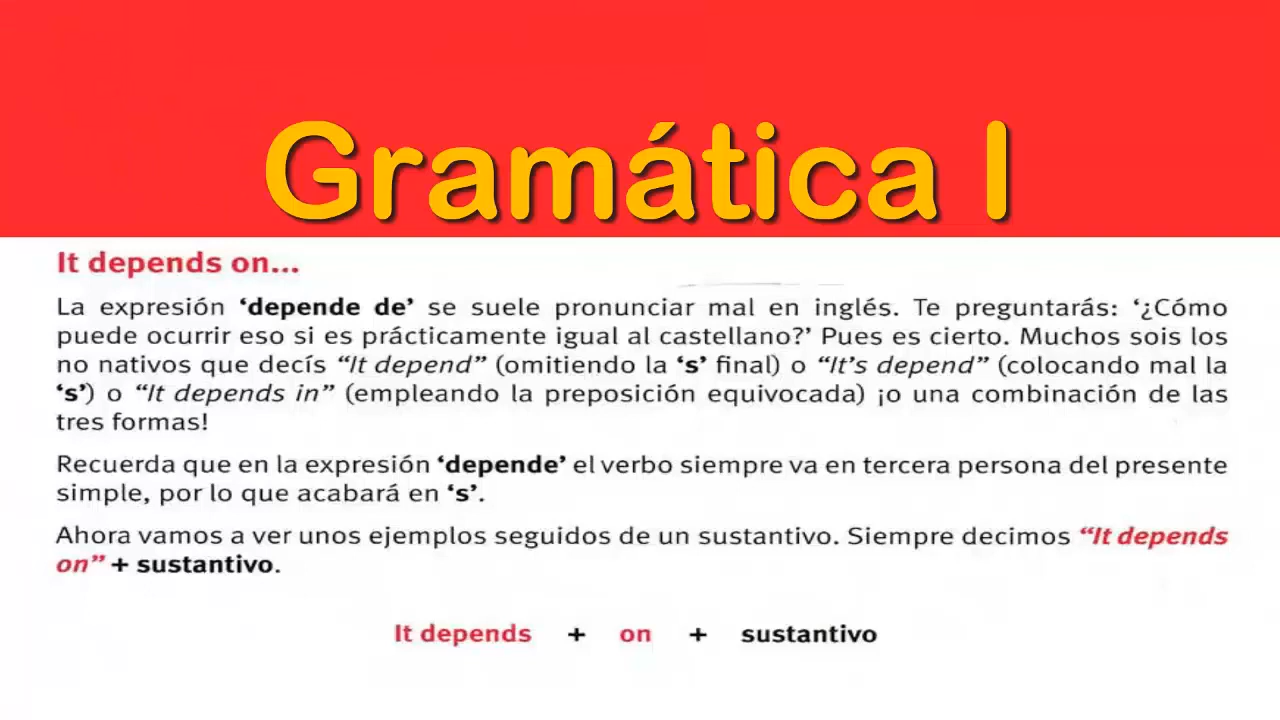 Gramática I
It depends on...
La expresión ‘depende de’ se suele pronunciar mal en inglés. Te preguntarás: ‘¿Cómo
puede ocurrir eso si es prácticamente igual al castellano?’ Pues es cierto. Muchos sois los
no nativos que decís “It depend” (omitiendo la ‘s’ final) o “It’s depend” (colocando mal la
‘s’) o “It depends in” (empleando la preposición equivocada) ¡o una combinación de las
tres formas!
Recuerda que en la expresión ‘depende’ el verbo siempre va en tercera persona del presente
simple, por lo que acabará en ‘s’.
Ahora vamos a ver unos ejemplos seguidos de un sustantivo. Siempre decimos “It depends
on” + sustantivo.
It depends + on + sustantivo